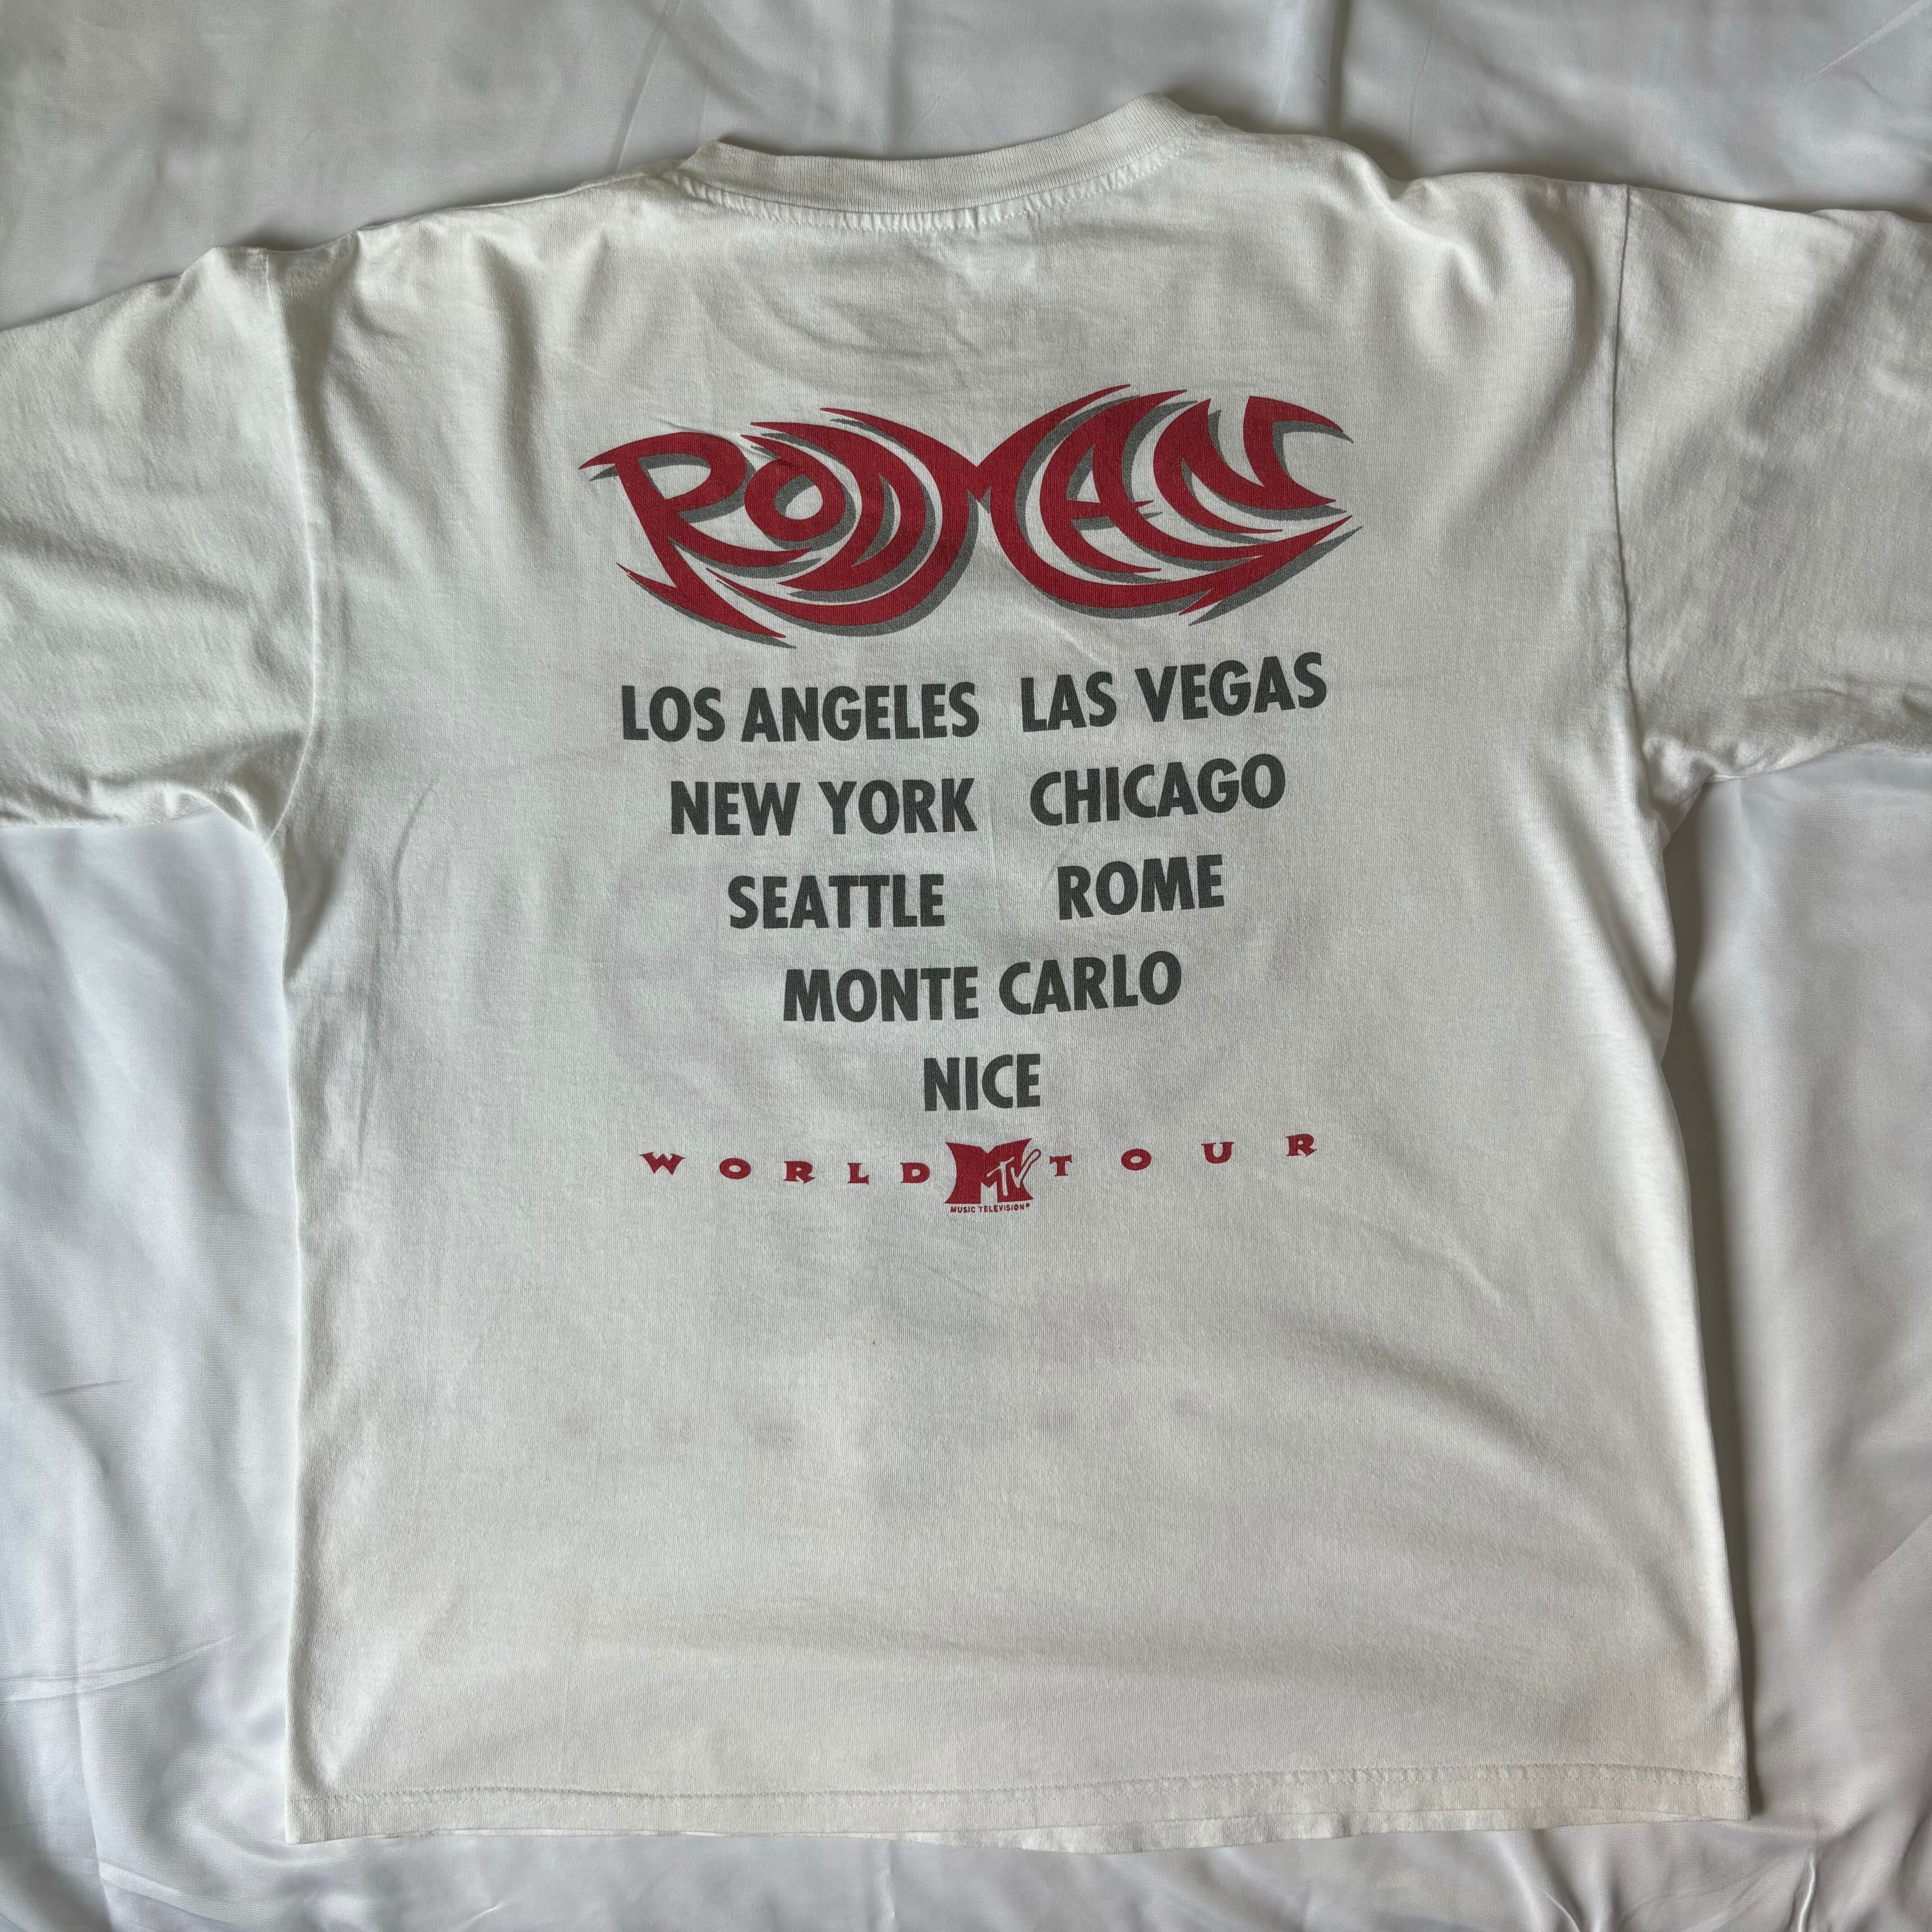 RODMAN
LOS ANGELES LAS VEGAS
NEW YORK CHICAGO
SEATTLE ROME
MONTE CARLO
NICE
WORLD MTV TOUR
MUSIC TELEVISION®